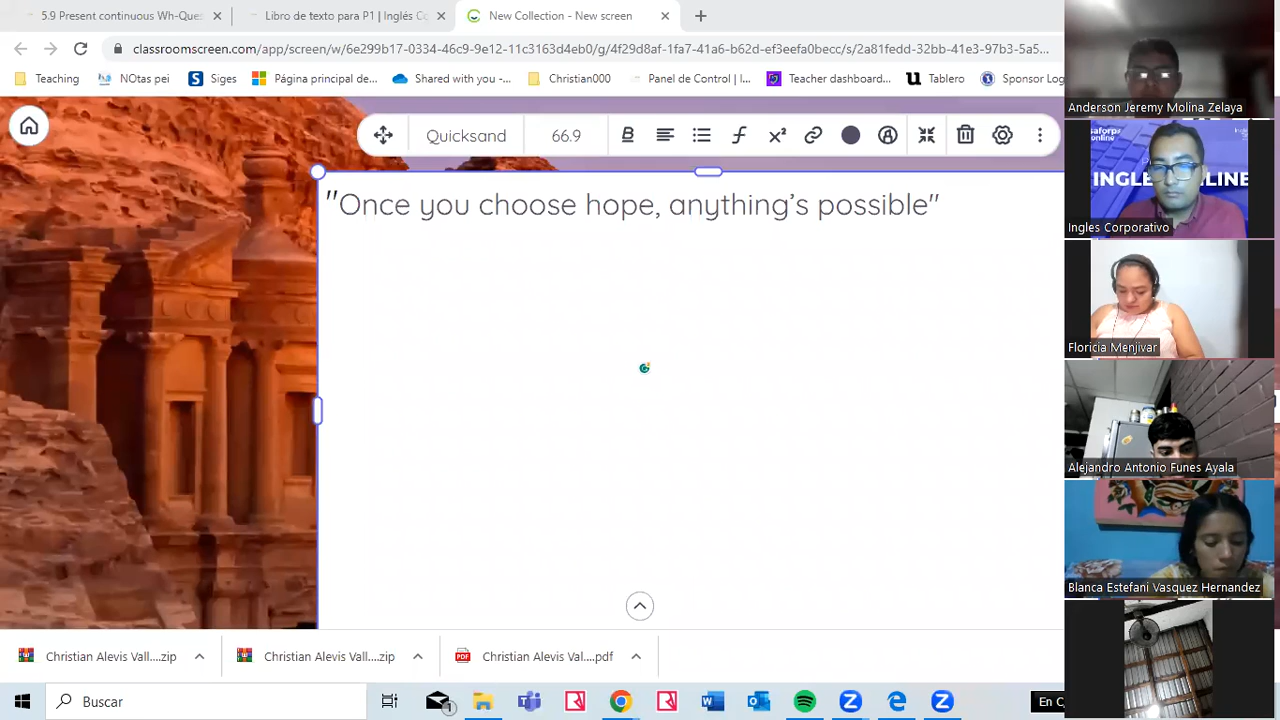 5.9 Present continuous Wh-Ques
Libro de texto para P1 | Inglés Co
New Collection - New screen
classroomscreen.com/app/screen/w/6e299b17-0334-46c9-9e12-11c3163d4eb0/g/4f29d8af-1fa7-41a6-b62d-ef3eefa0becc/s/2a81fedd-32bb-41e3-97b3-5a5...
Teaching
NOtas pei
Siges
Página principal de...
Shared with you -...
Christian000
Panel de Control | I...
Teacher dashboard...
Tablero
Sponsor Log
Quicksand
66.9
"Once you choose hope, anything's possible"
Anderson Jeremy Molina Zelaya
INGLE
LINE
Ingles Corporativo
Floricia Menjivar
Alejandro Antonio Funes Ayala
Blanca Estefani Vasquez Hernandez
Christian Alevis Vall....zip
Christian Alevis Vall....zip
Christian Alevis Val....pdf
Buscar
1